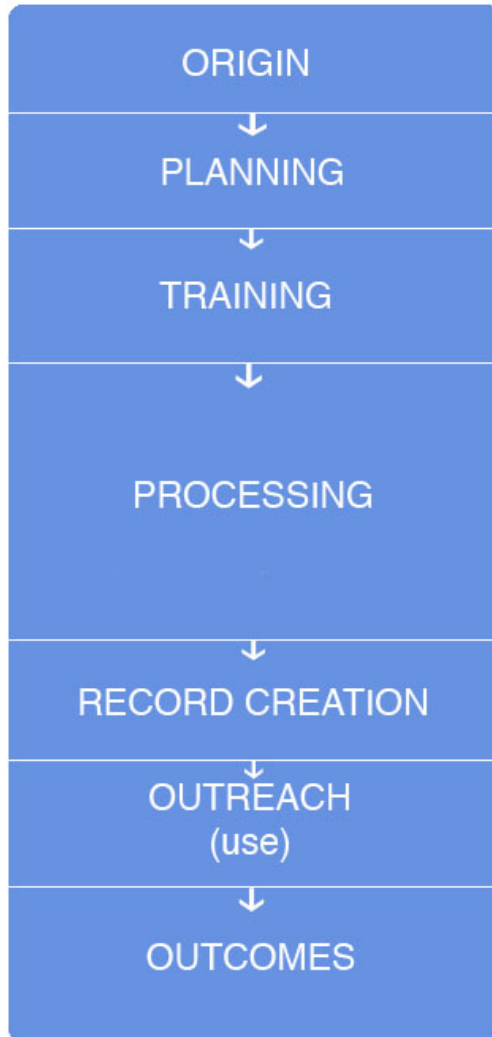 ORIGIN
PLANNING
TRAINING
PROCESSING
RECORD CREATION
OUTREACH
(use)
OUTCOMES